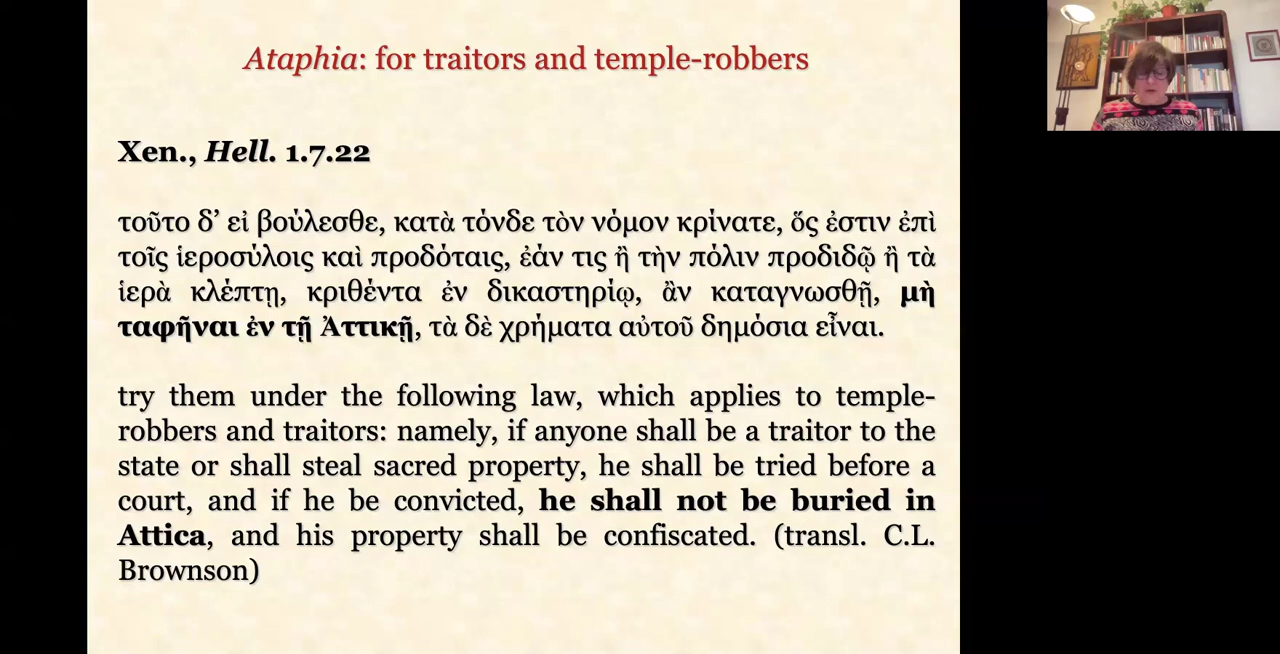 Ataphia: for traitors and temple-robbers
Xen., Hell. 1.7.22
τοῦτο δ’ εἰ βούλεσθε, κατὰ τόνδε τὸν νόμον κρίνατε, ὅς ἐστιν ἐπὶ
τοῖς ἱεροσύλοις καὶ προδόταις, ἐάν τις ἢ τὴν πόλιν προδιδῷ ἢ τὰ
ἱερὰ κλέπτῃ, κριθέντα ἐν δικαστηρίῳ, ἂν καταγνωσθῇ, μὴ
ταφῆναι ἐν τῇ Ἀττικῇ, τὰ δὲ χρήματα αὐτοῦ δημόσια εἶναι.
try them under the following law, which applies to temple-
robbers and traitors: namely, if anyone shall be a traitor to the
state or shall steal sacred property, he shall be tried before a
court, and if he be convicted, he shall not be buried in
Attica, and his property shall be confiscated. (transl. C.L.
Brownson)